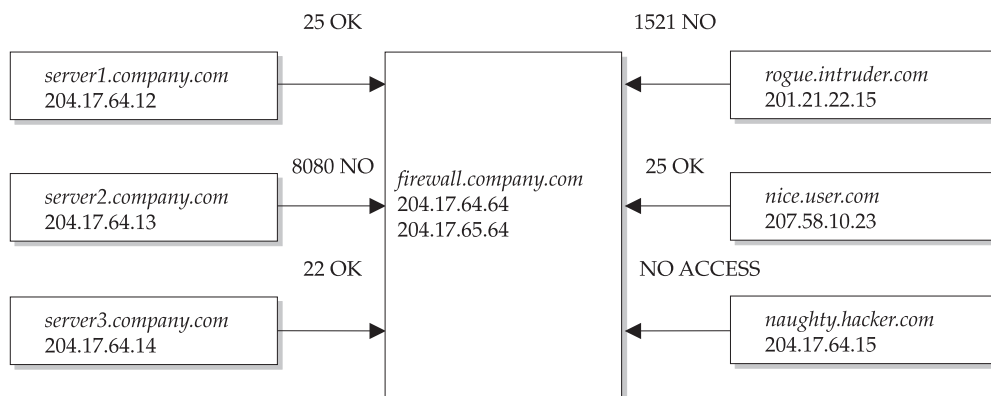 25 OK
1521 NO
server1.company.com
204.17.64.12
rogue.intruder.com
201.21.22.15
8080 NO
firewall.company.com
204.17.64.64
204.17.65.64
25 OK
server2.company.com
204.17.64.13
nice.user.com
207.58.10.23
22 OK
NO ACCESS
server3.company.com
204.17.64.14
naughty.hacker.com
204.17.64.15